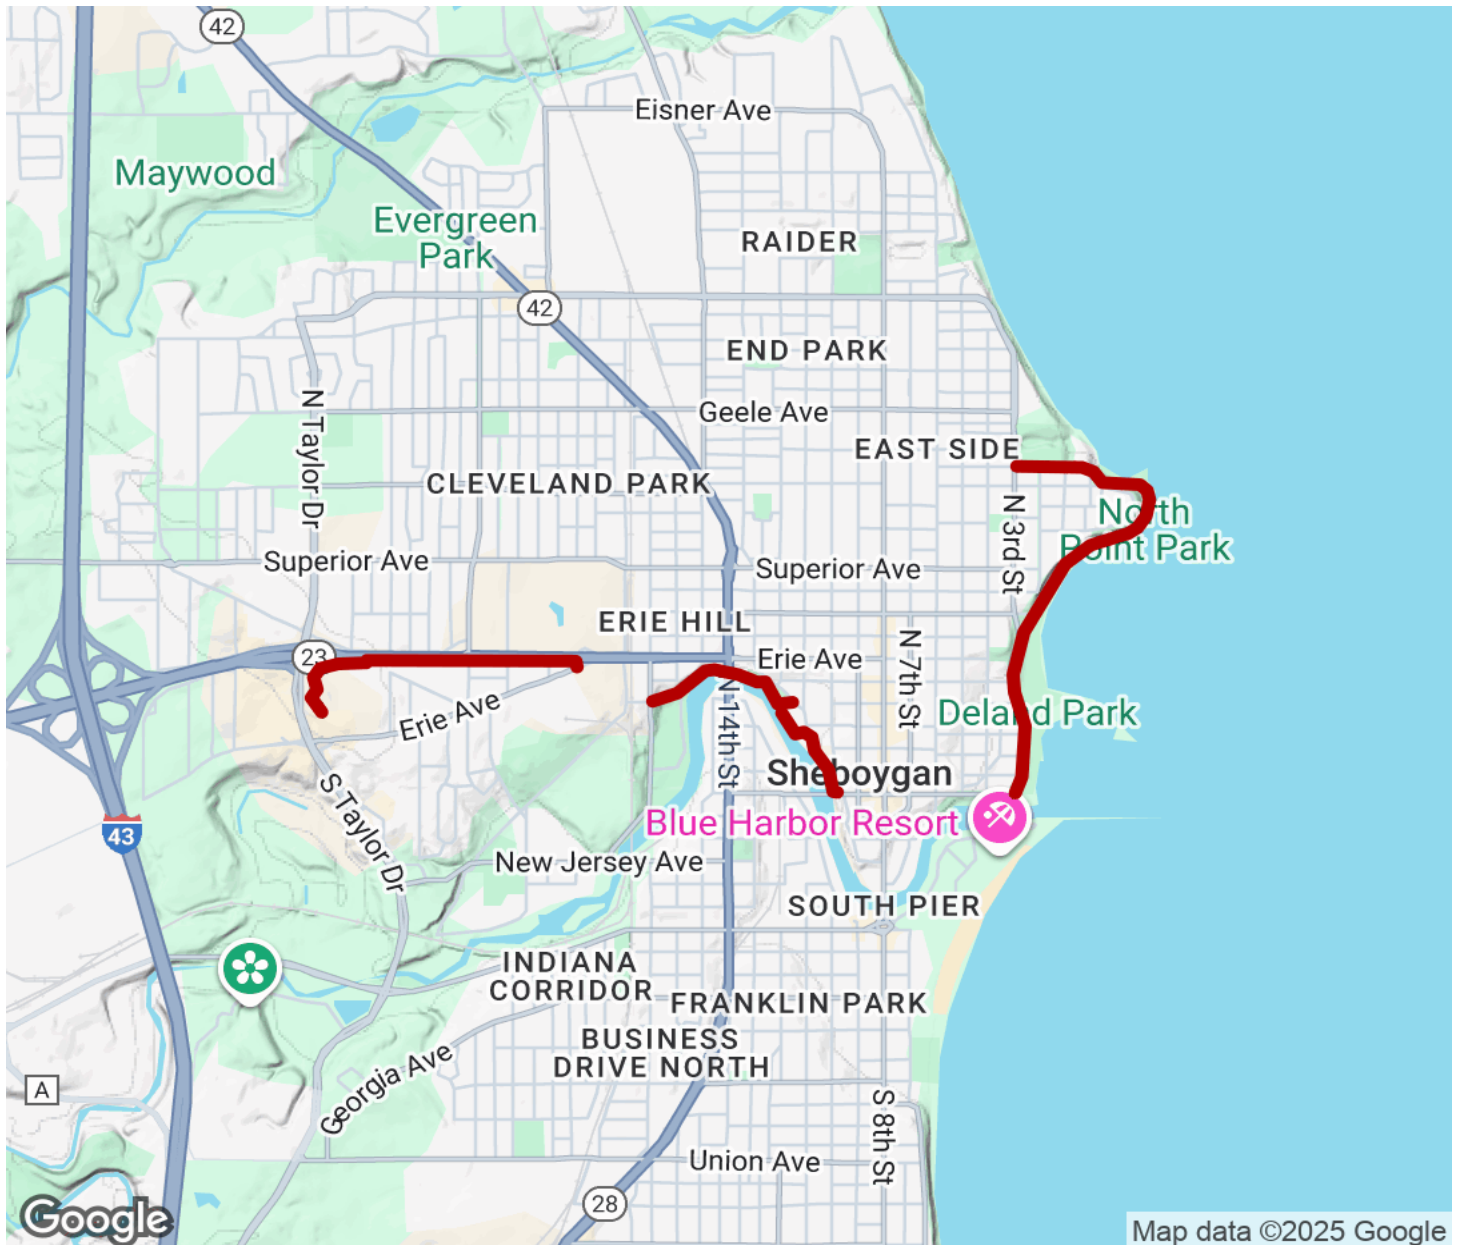 42
Eisner Ave
Maywood
Evergreen
Park
RAIDER
42
END PARK
N Taylor Dr
Geele Ave
EAST SIDE
CLEVELAND PARK
N 3rd St
North
Point Park
Superior Ave
Superior Ave
ERIE HILL
N 7th St
23
Erie Ave
N 14th St
Erie Ave
Deland Park
Sheboygan
S Taylor Dr
Blue Harbor Resort
43
New Jersey Ave
SOUTH PIER
INDIANA
CORRIDOR
FRANKLIN PARK
BUSINESS
DRIVE NORTH
Georgia Ave
A
S 8th St
Union Ave
28
Google
Map data ©2025 Google